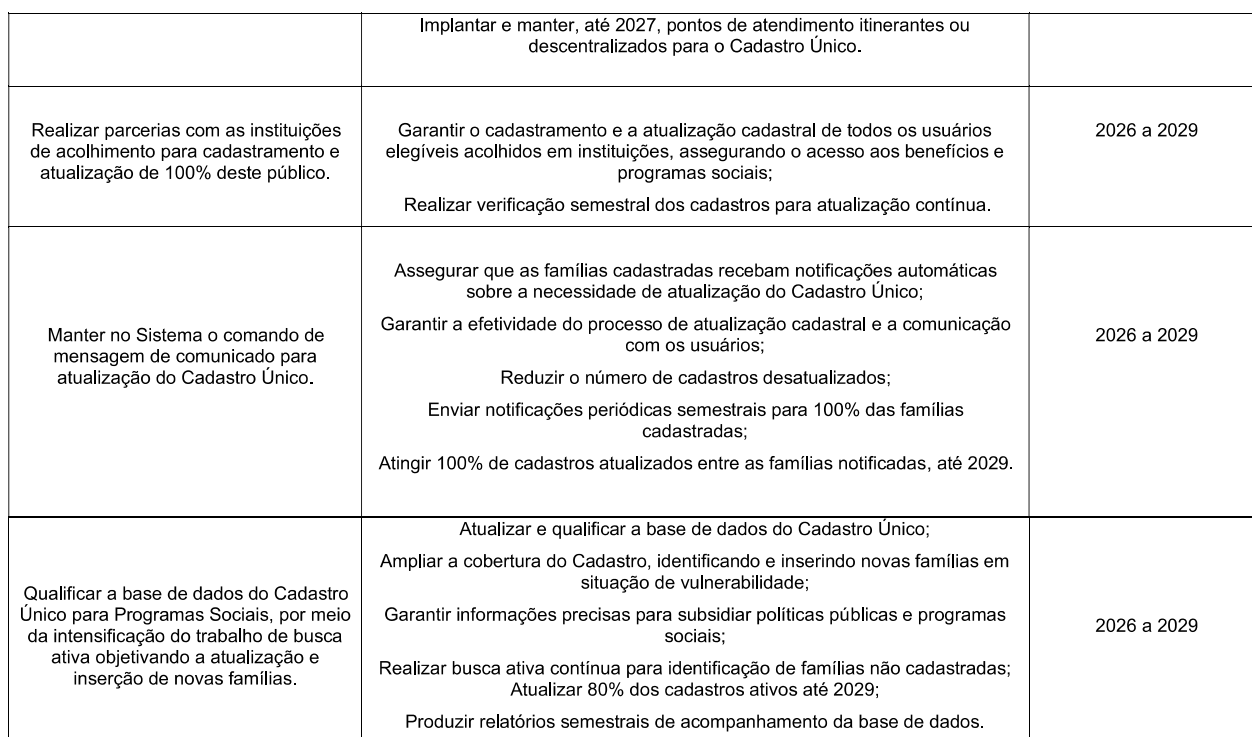 Implantar e manter, até 2027, pontos de atendimento itinerantes ou
descentralizados para o Cadastro Único.
Realizar parcerias com as instituições
de acolhimento para cadastramento e
atualização de 100% deste público.
Garantir o cadastramento e a atualização cadastral de todos os usuários
elegíveis acolhidos em instituições, assegurando o acesso aos benefícios e
programas sociais;
Realizar verificação semestral dos cadastros para atualização contínua.
2026 a 2029
Manter no Sistema o comando de
mensagem de comunicado para
atualização do Cadastro Único.
Assegurar que as famílias cadastradas recebam notificações automáticas
sobre a necessidade de atualização do Cadastro Único;
Garantir a efetividade do processo de atualização cadastral e a comunicação
com os usuários;
Reduzir o número de cadastros desatualizados;
Enviar notificações periódicas semestrais para 100% das famílias
cadastradas;
Atingir 100% de cadastros atualizados entre as famílias notificadas, até 2029.
2026 a 2029
Qualificar a base de dados do Cadastro
Único para Programas Sociais, por meio
da intensificação do trabalho de busca
ativa objetivando a atualização e
inserção de novas famílias.
Atualizar e qualificar a base de dados do Cadastro Único;
Ampliar a cobertura do Cadastro, identificando e inserindo novas famílias em
situação de vulnerabilidade;
Garantir informações precisas para subsidiar políticas públicas e programas
sociais;
Realizar busca ativa contínua para identificação de famílias não cadastradas;
Atualizar 80% dos cadastros ativos até 2029;
Produzir relatórios semestrais de acompanhamento da base de dados.
2026 a 2029